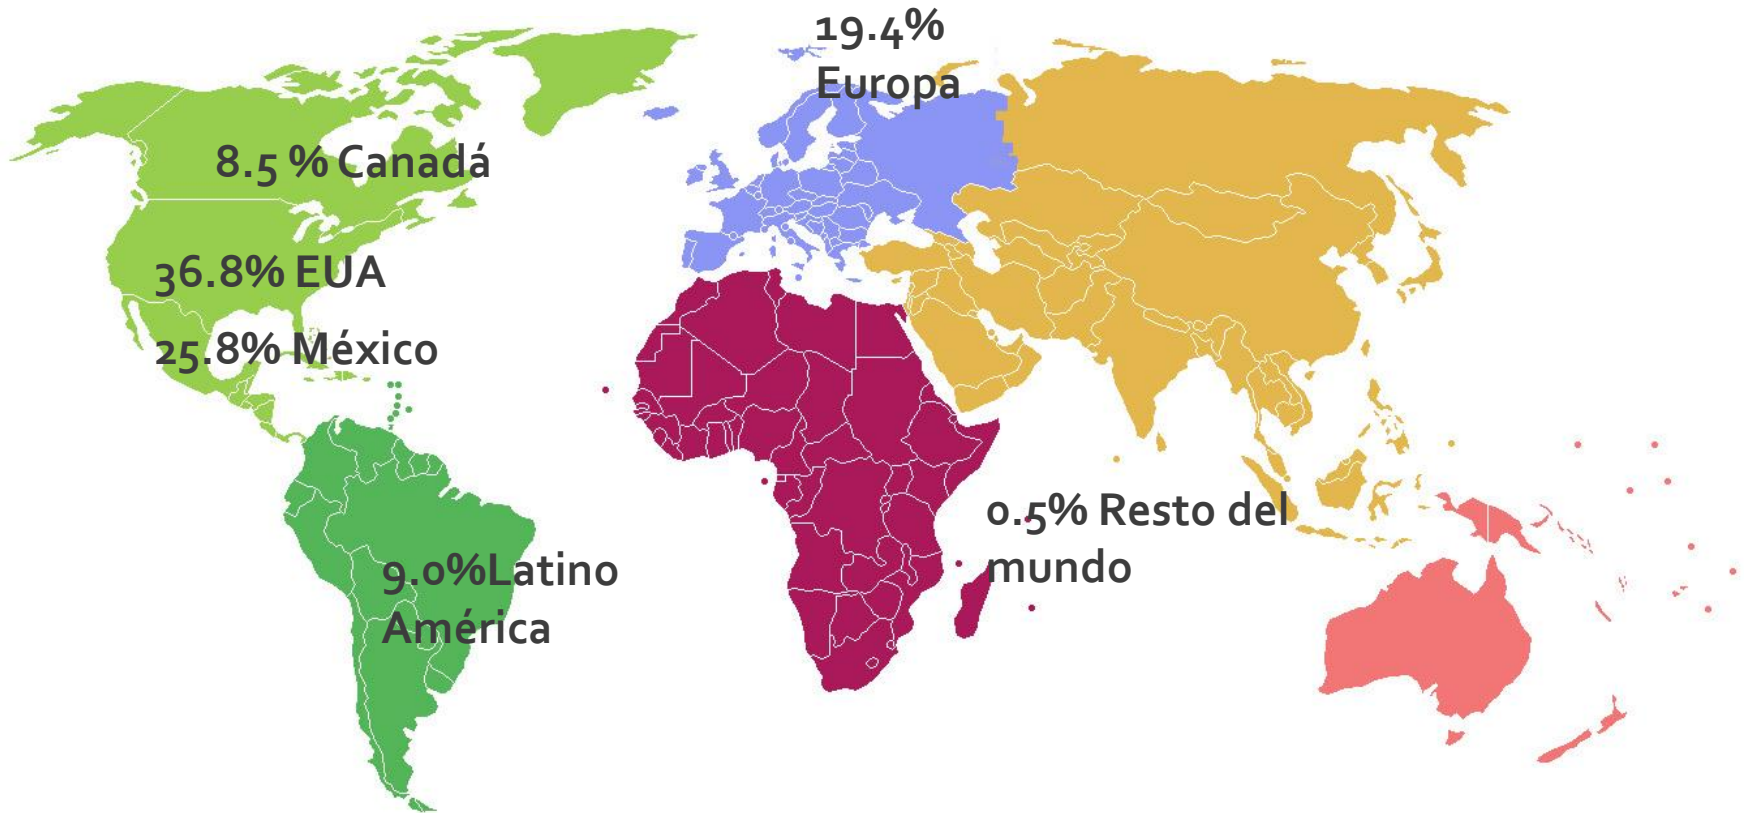 19.4%
Europa
8.5 % Canadá
36.8% EUA
25.8% México
0.5% Resto del
mundo
9.0%Latino
América